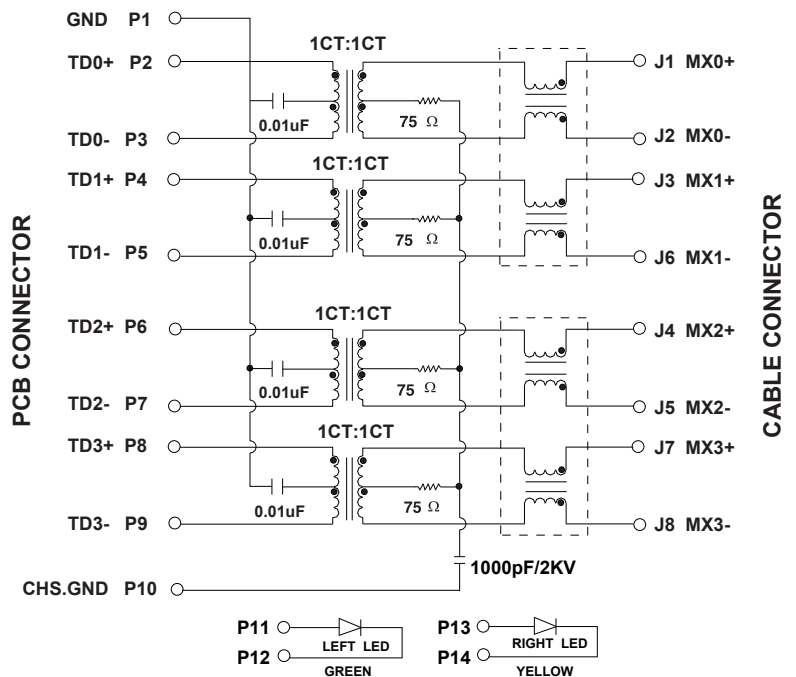 GND P1
1CT:1CT
TD0+ P2
J1 MX0+
0.01uF
75 Ω
TD0- P3
J2 MX0-
1CT:1CT
TD1+ P4
J3 MX1+
0.01uF
75 Ω
TD1- P5
J6 MX1-
PCB CONNECTOR
CABLE CONNECTOR
1CT:1CT
TD2+ P6
J4 MX2+
0.01uF
75 Ω
TD2- P7
J5 MX2-
1CT:1CT
TD3+ P8
J7 MX3+
0.01uF
75 Ω
TD3- P9
J8 MX3-
1000pF/2KV
CHS.GND P10
P11
LEFT LED
P12
GREEN
P13
RIGHT LED
P14
YELLOW